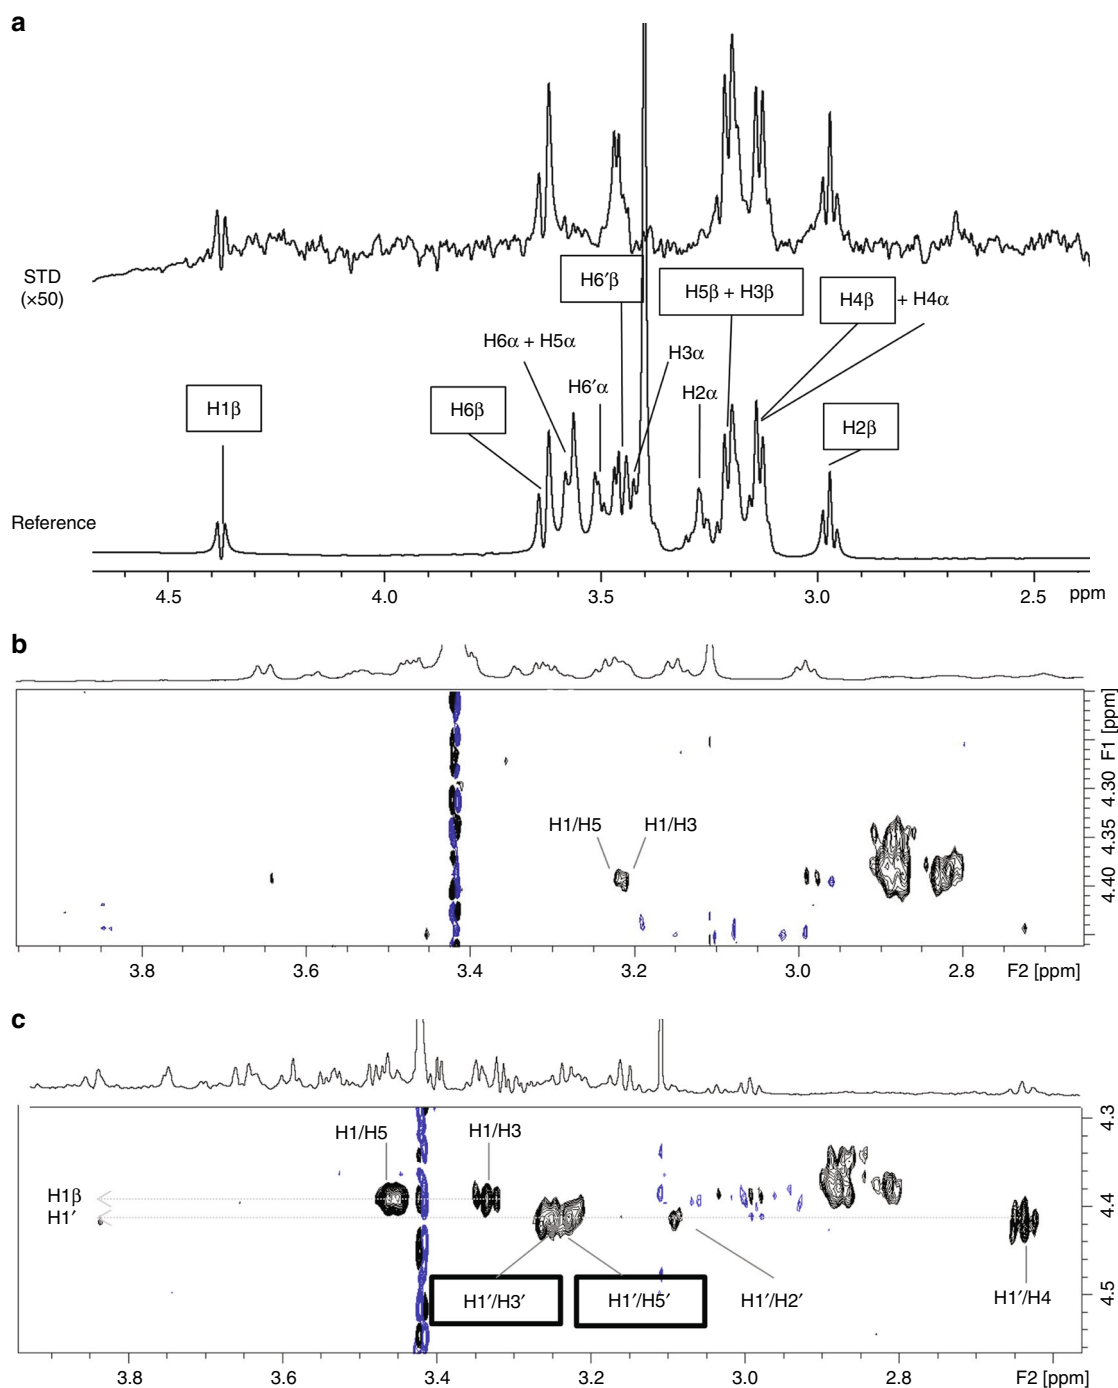 a
STD
(×50)
H6′β
H5β + H3β
H4β + H4α
H6α + H5α
H3α
H6′α
H2α
H1β
H6β
H2β
Reference
4.5 4.0 3.5 3.0 2.5 ppm
b
F1 [ppm]
4.30
4.35
4.40
H1/H5 H1/H3
3.8 3.6 3.4 3.2 3.0 2.8 F2 [ppm]
c
4.3
4.4
4.5
H1/H5 H1/H3
H1β
H1′
H1′/H3′ H1′/H5′ H1′/H2′ H1′/H4
3.8 3.6 3.4 3.2 3.0 2.8 F2 [ppm]